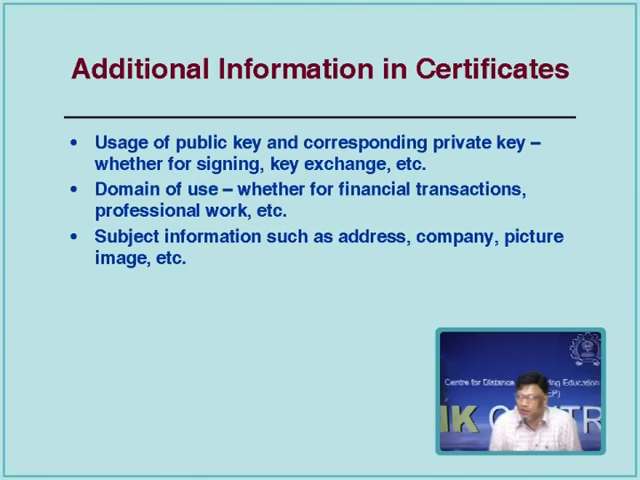 Additional Information in Certificates
• Usage of public key and corresponding private key –
whether for signing, key exchange, etc.
• Domain of use – whether for financial transactions,
professional work, etc.
• Subject information such as address, company, picture
image, etc.
Centre for Distance Education